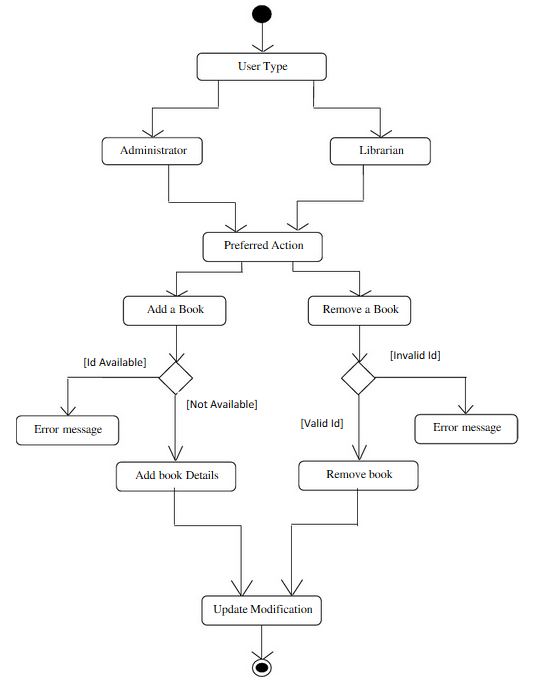 User Type
Administrator
Librarian
Preferred Action
Add a Book
Remove a Book
[Id Available]
[Invalid Id]
[Not Available]
[Valid Id]
Error message
Error message
Add book Details
Remove book
Update Modification